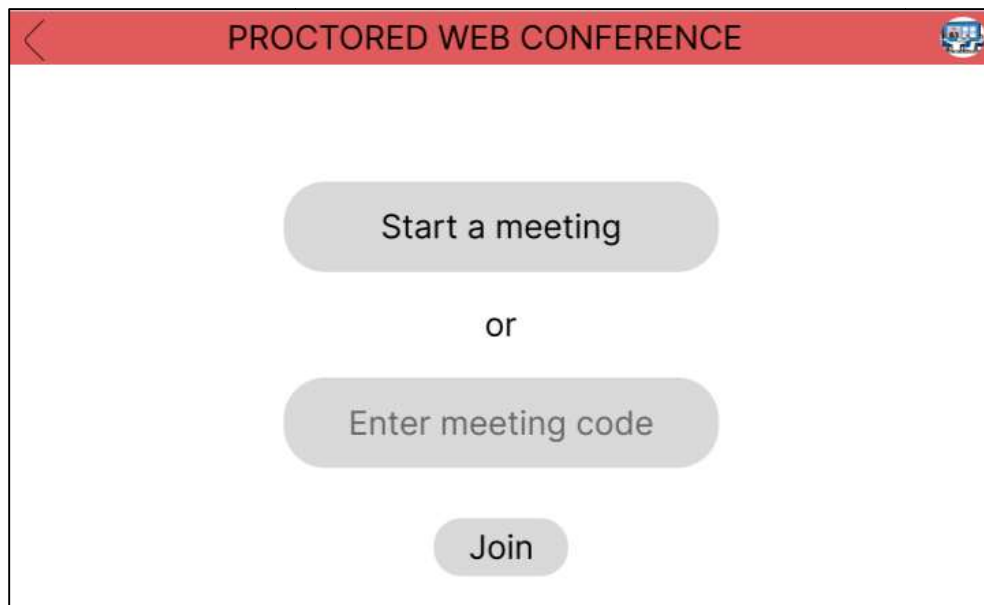 PROCTORED WEB CONFERENCE
Start a meeting
or
Enter meeting code
Join